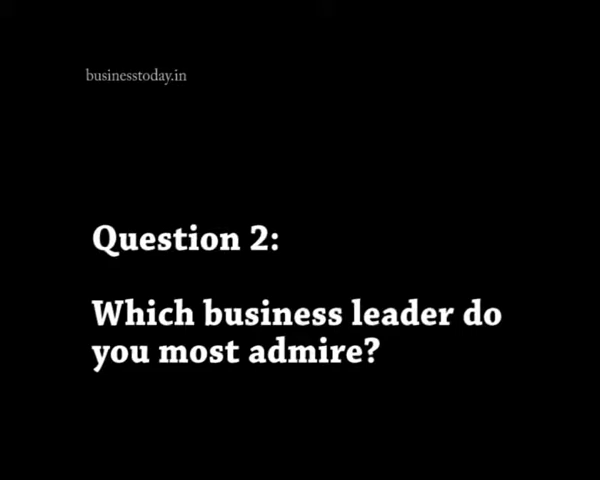 businesstoday.in
Question 2:
Which business leader do
you most admire?